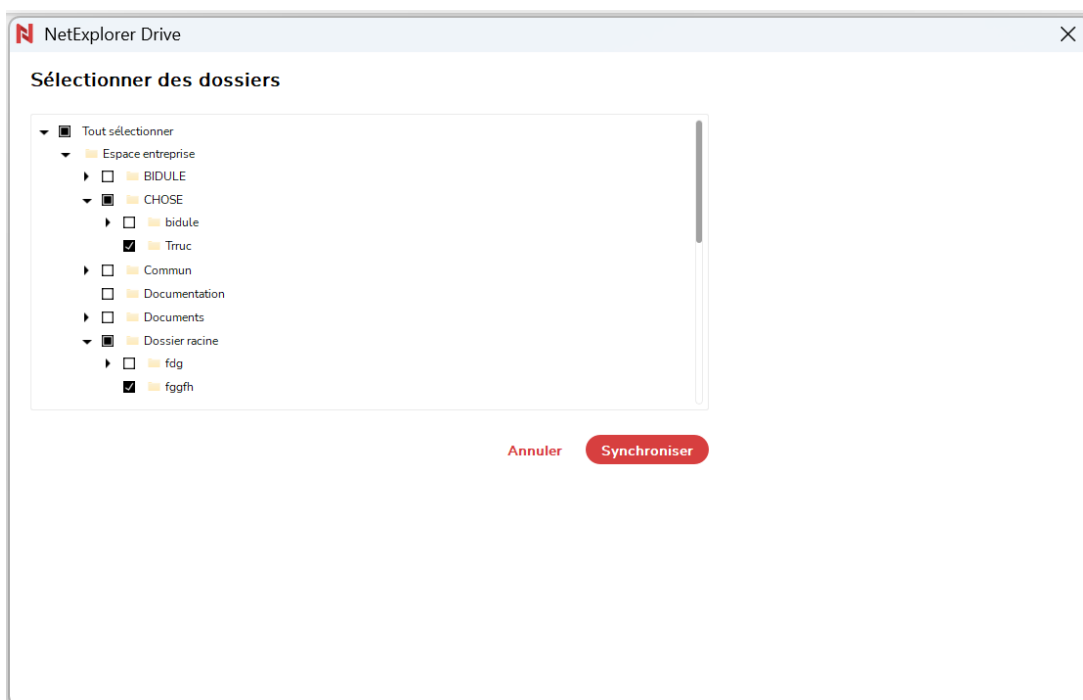 NetExplorer Drive
Sélectionner des dossiers
Tout sélectionner
Espace entreprise
BIDULE
CHOSE
bidule
Trruc
Commun
Documentation
Documents
Dossier racine
fdg
fggfh
Annuler
Synchroniser